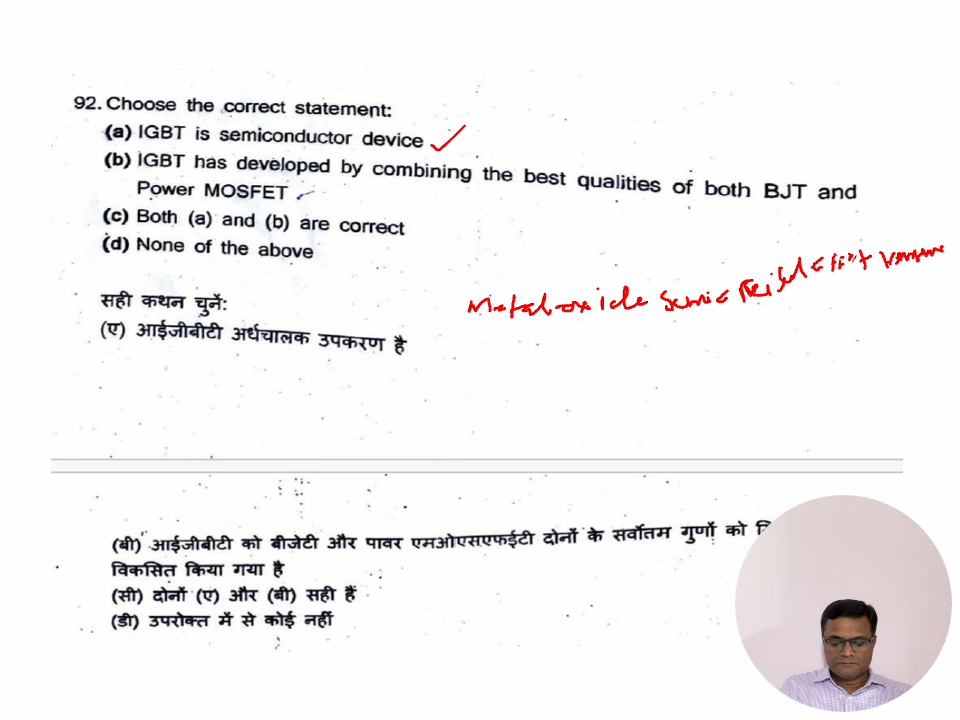 92. Choose the correct statement:
(a) IGBT is semiconductor device
(b) IGBT has developed by combining the best qualities of both BJT and
Power MOSFET
(c) Both (a) and (b) are correct
(d) None of the above
Metal oxide
सही कथन चुनें:
(ए) आईजीबीटी अर्धचालक उपकरण है
(बी) आईजीबीटी को बीजेटी और पावर एमओएसएफईटी दोनों के सर्वोत्तम गुणों को
विकसित किया गया है
(सी) दोनों (ए) और (बी) सही हैं
(डी) उपरोक्त में से कोई नहीं